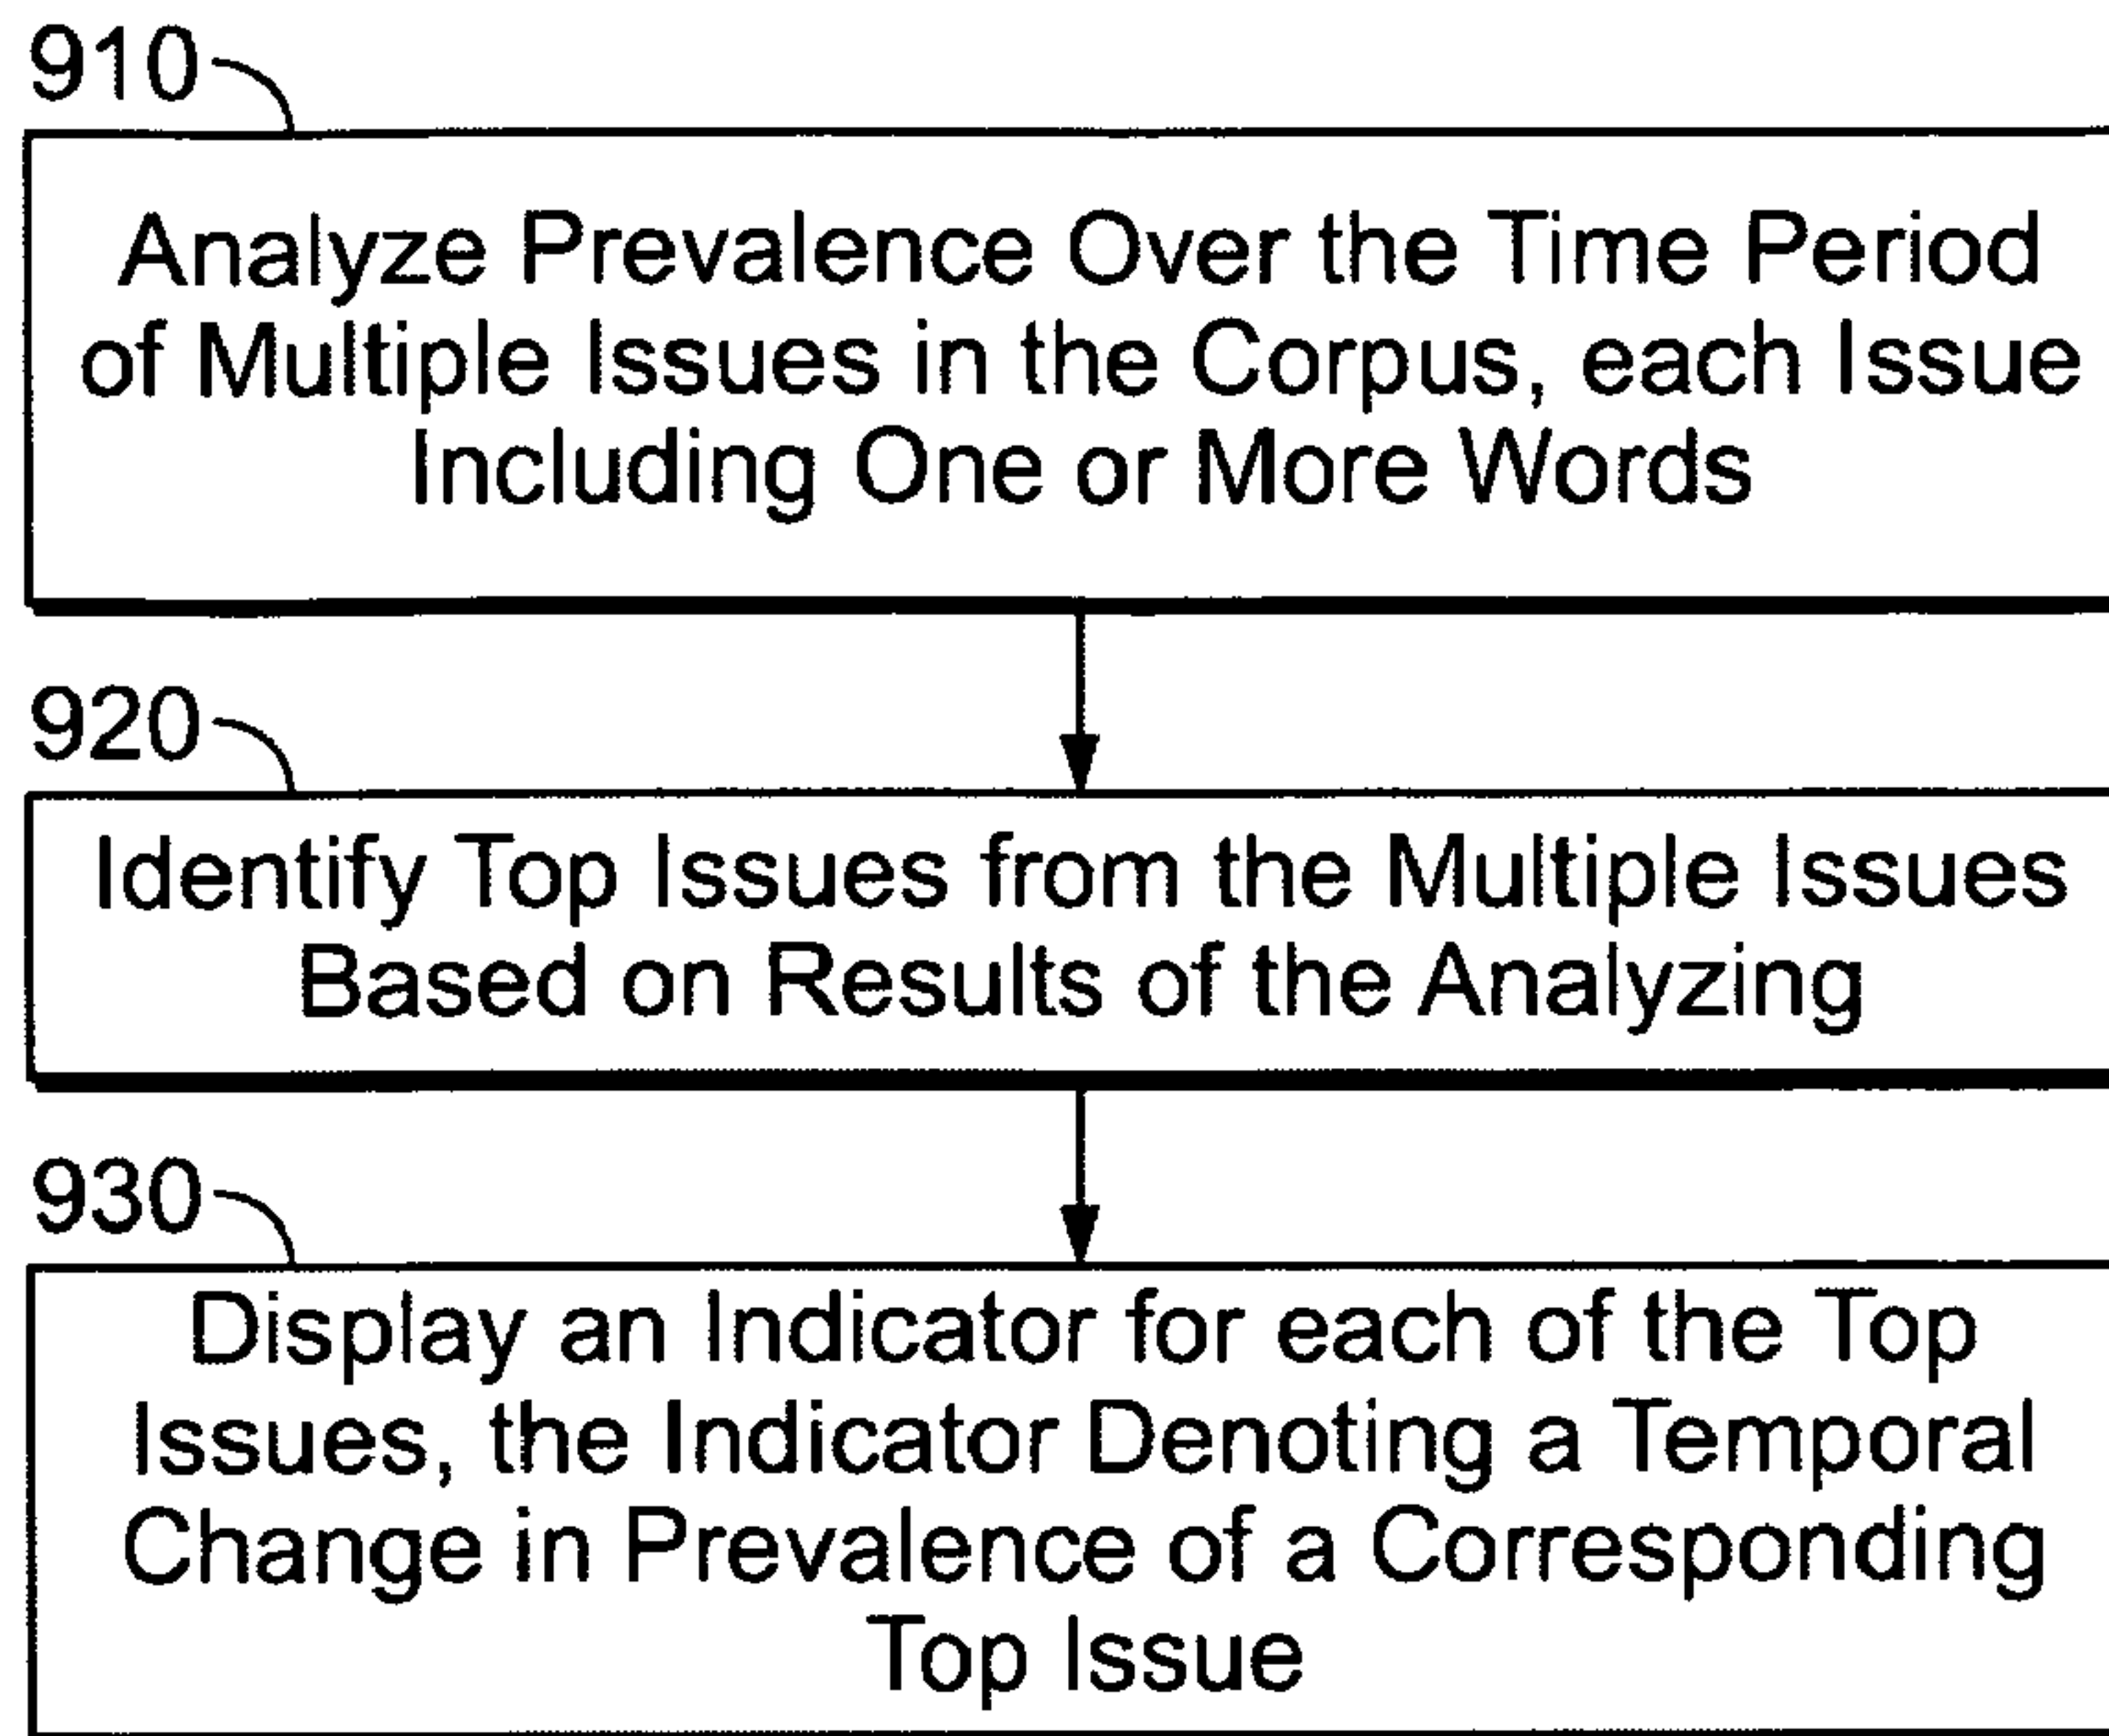 910
Analyze Prevalence Over the Time Period
of Multiple Issues in the Corpus, each Issue
Including One or More Words
920
Identify Top Issues from the Multiple Issues
Based on Results of the Analyzing
930
Display an Indicator for each of the Top
Issues, the Indicator Denoting a Temporal
Change in Prevalence of a Corresponding
Top Issue